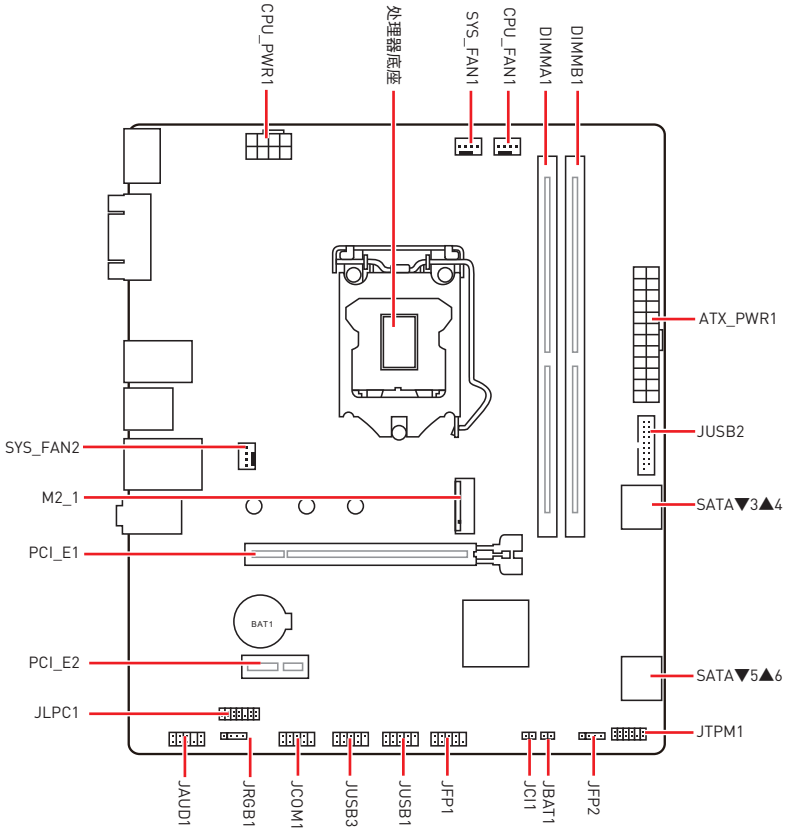 CPU_PWR1
处理器底座
SYS_FAN1
CPU_FAN1
DIMMA1
DIMMB1
ATX_PWR1
JUSB2
SYS_FAN2
M2_1
SATA▼3▲4
PCI_E1
BAT1
PCI_E2
SATA▼5▲6
JLPC1
JTPM1
JAUD1
JRGB1
JCOM1
JUSB3
JUSB1
JFP1
JCI1
JBAT1
JFP2